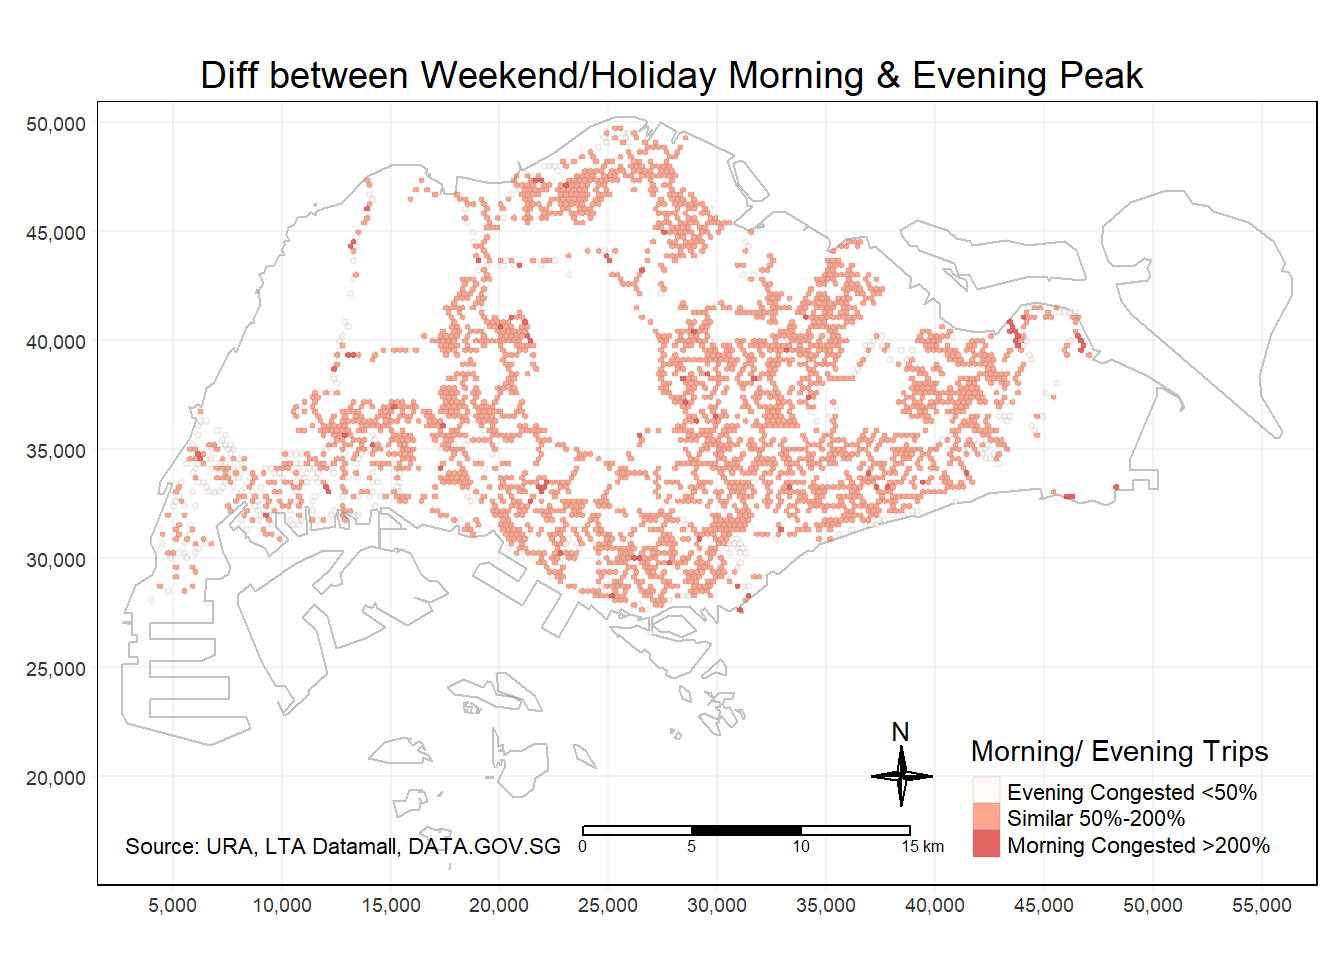 Diff between Weekend/Holiday Morning & Evening Peak
50,000
45,000
40,000
35,000
30,000
25,000
20,000
N
Morning/ Evening Trips
Evening Congested <50%
Similar 50%-200%
Morning Congested >200%
Source: URA, LTA Datamall, DATA.GOV.SG
0 5 10 15 km
5,000 10,000 15,000 20,000 25,000 30,000 35,000 40,000 45,000 50,000 55,000